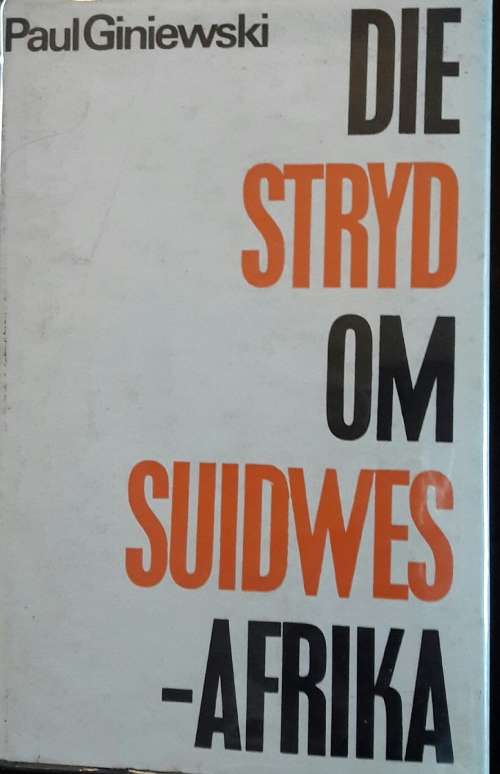 Paul Giniewski
DIE
STRYD
OM
SUIDWES
-AFRIKA